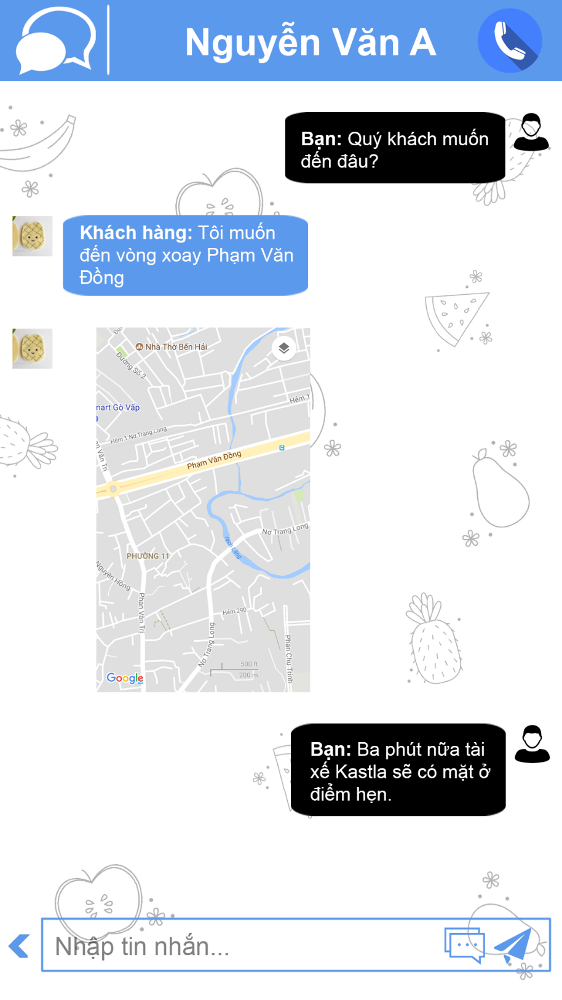 Nguyễn Văn A
Bạn: Quý khách muốn
đến đâu?
Khách hàng: Tôi muốn
đến vòng xoay Phạm Văn
Đồng
Nhà Thờ Bến Hải
Đường Số 2
mart Gò Vấp
Hẻm 1
Hẻm 1 Nơ Trang Long
n Văn Trị
Phạm Văn Đồng
Nơ Trang Long
rạch Lăng
PHƯỜNG 11
Nguyên Hồng
Phan Văn Trị
Hẻm 290
Nơ Trang Long
Phan Chu Trinh
500 ft
200 m
Google
Bạn: Ba phút nữa tài
xế Kastla sẽ có mặt ở
điểm hẹn.
Nhập tin nhắn...